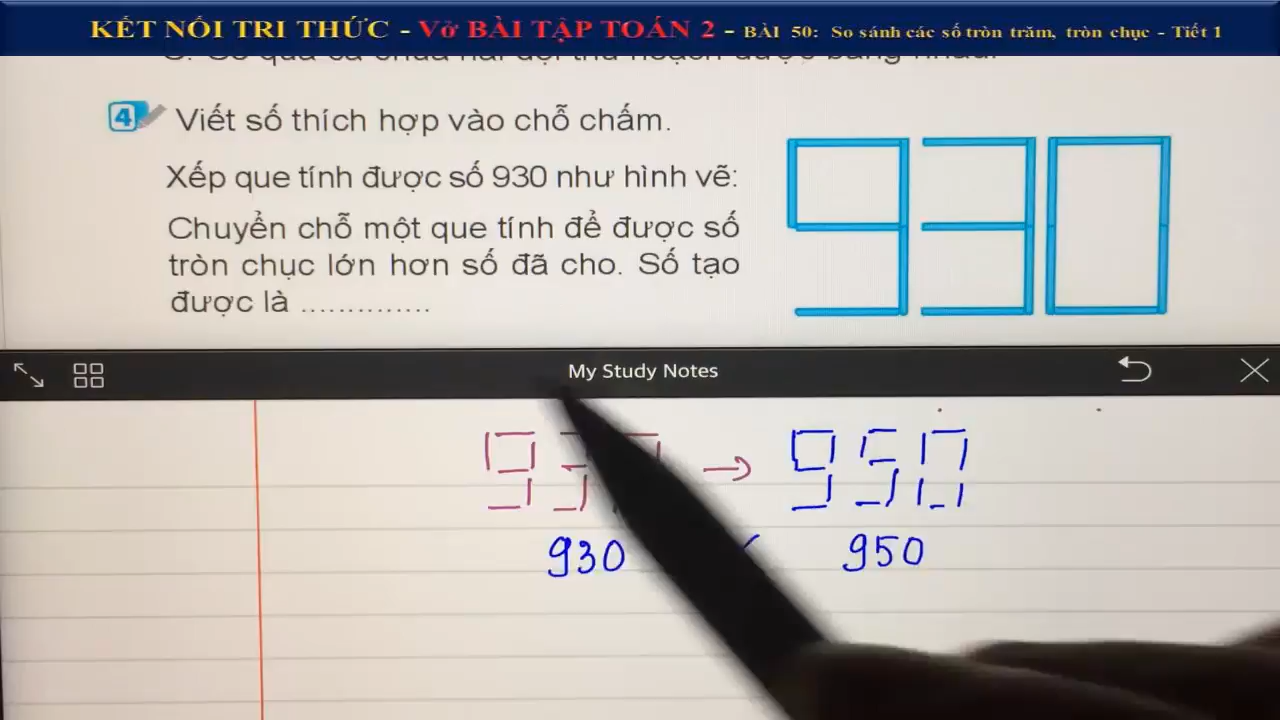 KẾT NỐI TRI THỨC - Vở BÀI TẬP TOÁN 2 - BÀI 50: So sánh các số tròn trăm, tròn chục - Tiết 1
4 Viết số thích hợp vào chỗ chấm.
Xếp que tính được số 930 như hình vẽ:
Chuyển chỗ một que tính để được số
tròn chục lớn hơn số đã cho. Số tạo
được là ..............
930
My Study Notes
→ 950
930 950